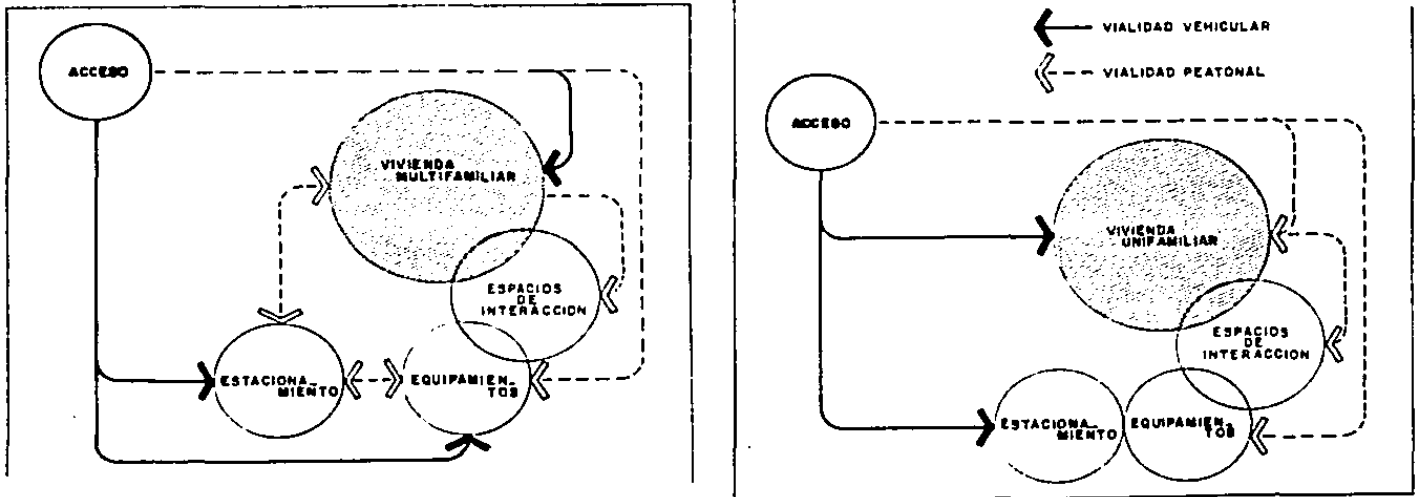 ACCESO
VIVIENDA
MULTIFAMILIAR
ESPACIOS
DE
INTERACCION
ESTACIONA_
MIENTO
EQUIPAMIEN_
TOS
VIALIDAD VEHICULAR
VIALIDAD PEATONAL
ACCESO
VIVIENDA
UNIFAMILIAR
ESPACIOS
DE
INTERACCION
ESTACIONA_
MIENTO
EQUIPAMIEN_
TOS